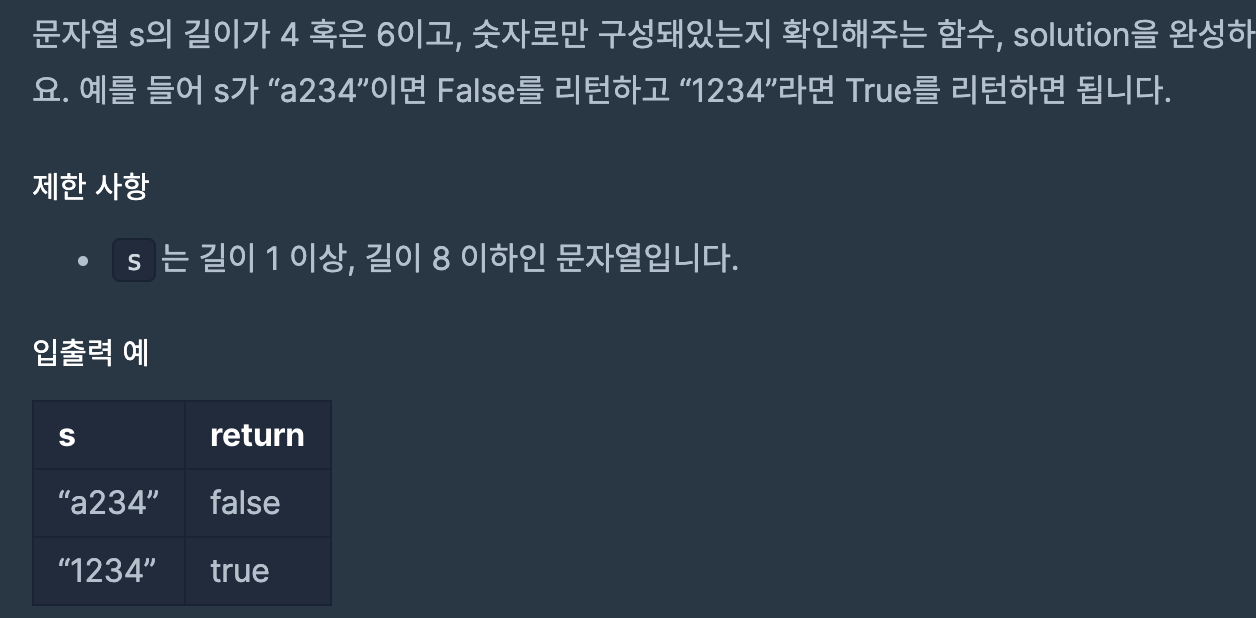 문자열 s의 길이가 4 혹은 6이고, 숫자로만 구성돼있는지 확인해주는 함수, solution을 완성하
요. 예를 들어 s가 “a234”이면 False를 리턴하고 “1234”라면 True를 리턴하면 됩니다.
제한 사항
• s 는 길이 1 이상, 길이 8 이하인 문자열입니다.
입출력 예
s return
“a234” false
“1234” true